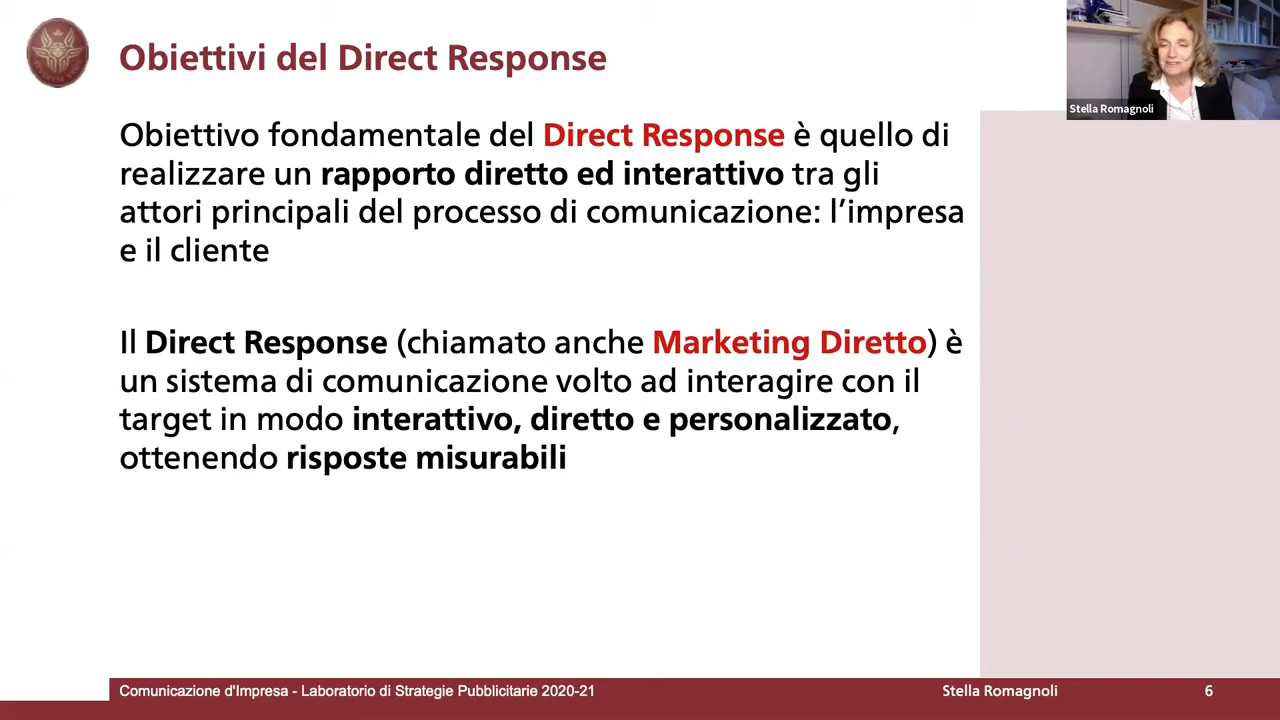 Obiettivi del Direct Response
Stella Romagnoli
Obiettivo fondamentale del Direct Response è quello di
realizzare un rapporto diretto ed interattivo tra gli
attori principali del processo di comunicazione: l’impresa
e il cliente
Il Direct Response (chiamato anche Marketing Diretto) è
un sistema di comunicazione volto ad interagire con il
target in modo interattivo, diretto e personalizzato,
ottenendo risposte misurabili
Comunicazione d'Impresa - Laboratorio di Strategie Pubblicitarie 2020-21
Stella Romagnoli
6